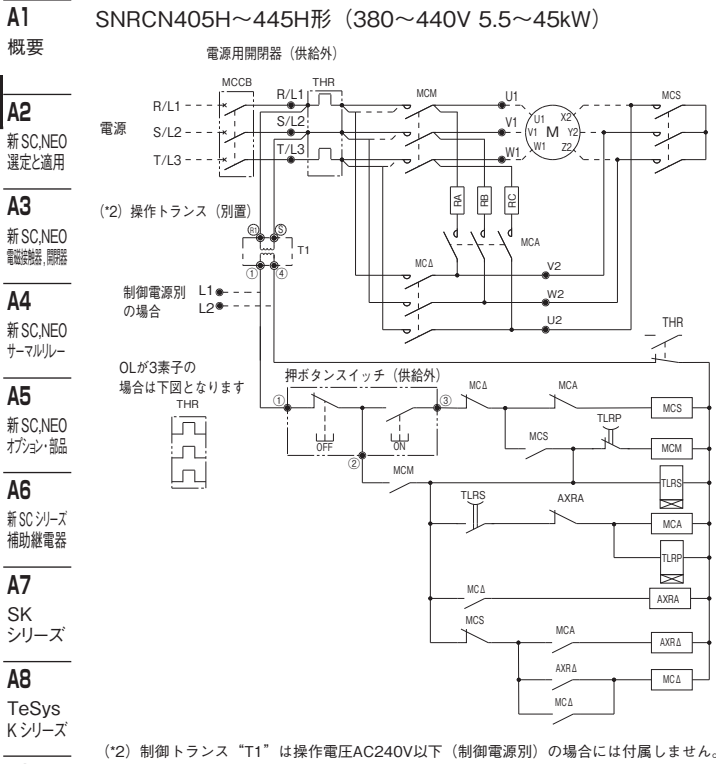 A1
概要
A2
新 SC,NEO
選定と適用
A3
新 SC,NEO
電磁接触器,開閉器
A4
新 SC,NEO
サーマルリレー
A5
新 SC,NEO
オプション・部品
A6
新 SC シリーズ
補助継電器
A7
SK
シリーズ
A8
TeSys
K シリーズ
SNRCN405H～445H形（380～440V 5.5～45kW）
電源用開閉器（供給外）
MCCB
THR
MCM
MCS
電源
R/L1
S/L2
T/L3
R/L1
S/L2
T/L3
U1
V1
W1
U1
V1
W1
M
X2
Y2
Z2
RA
RB
RC
MCA
MCΔ
V2
W2
U2
(*2) 操作トランス（別置）
R1
S
T1
①
④
制御電源別
の場合
L1
L2
THR
OLが3素子の
場合は下図となります
THR
押ボタンスイッチ（供給外）
①
OFF
ON
③
②
MCΔ
MCA
MCS
MCS
TLRP
MCM
MCM
TLRS
TLRS
AXRA
MCA
TLRP
MCΔ
AXRA
MCS
MCA
AXRΔ
AXRΔ
MCΔ
MCΔ
(*2) 制御トランス“T1”は操作電圧AC240V以下（制御電源別）の場合には付属しません。